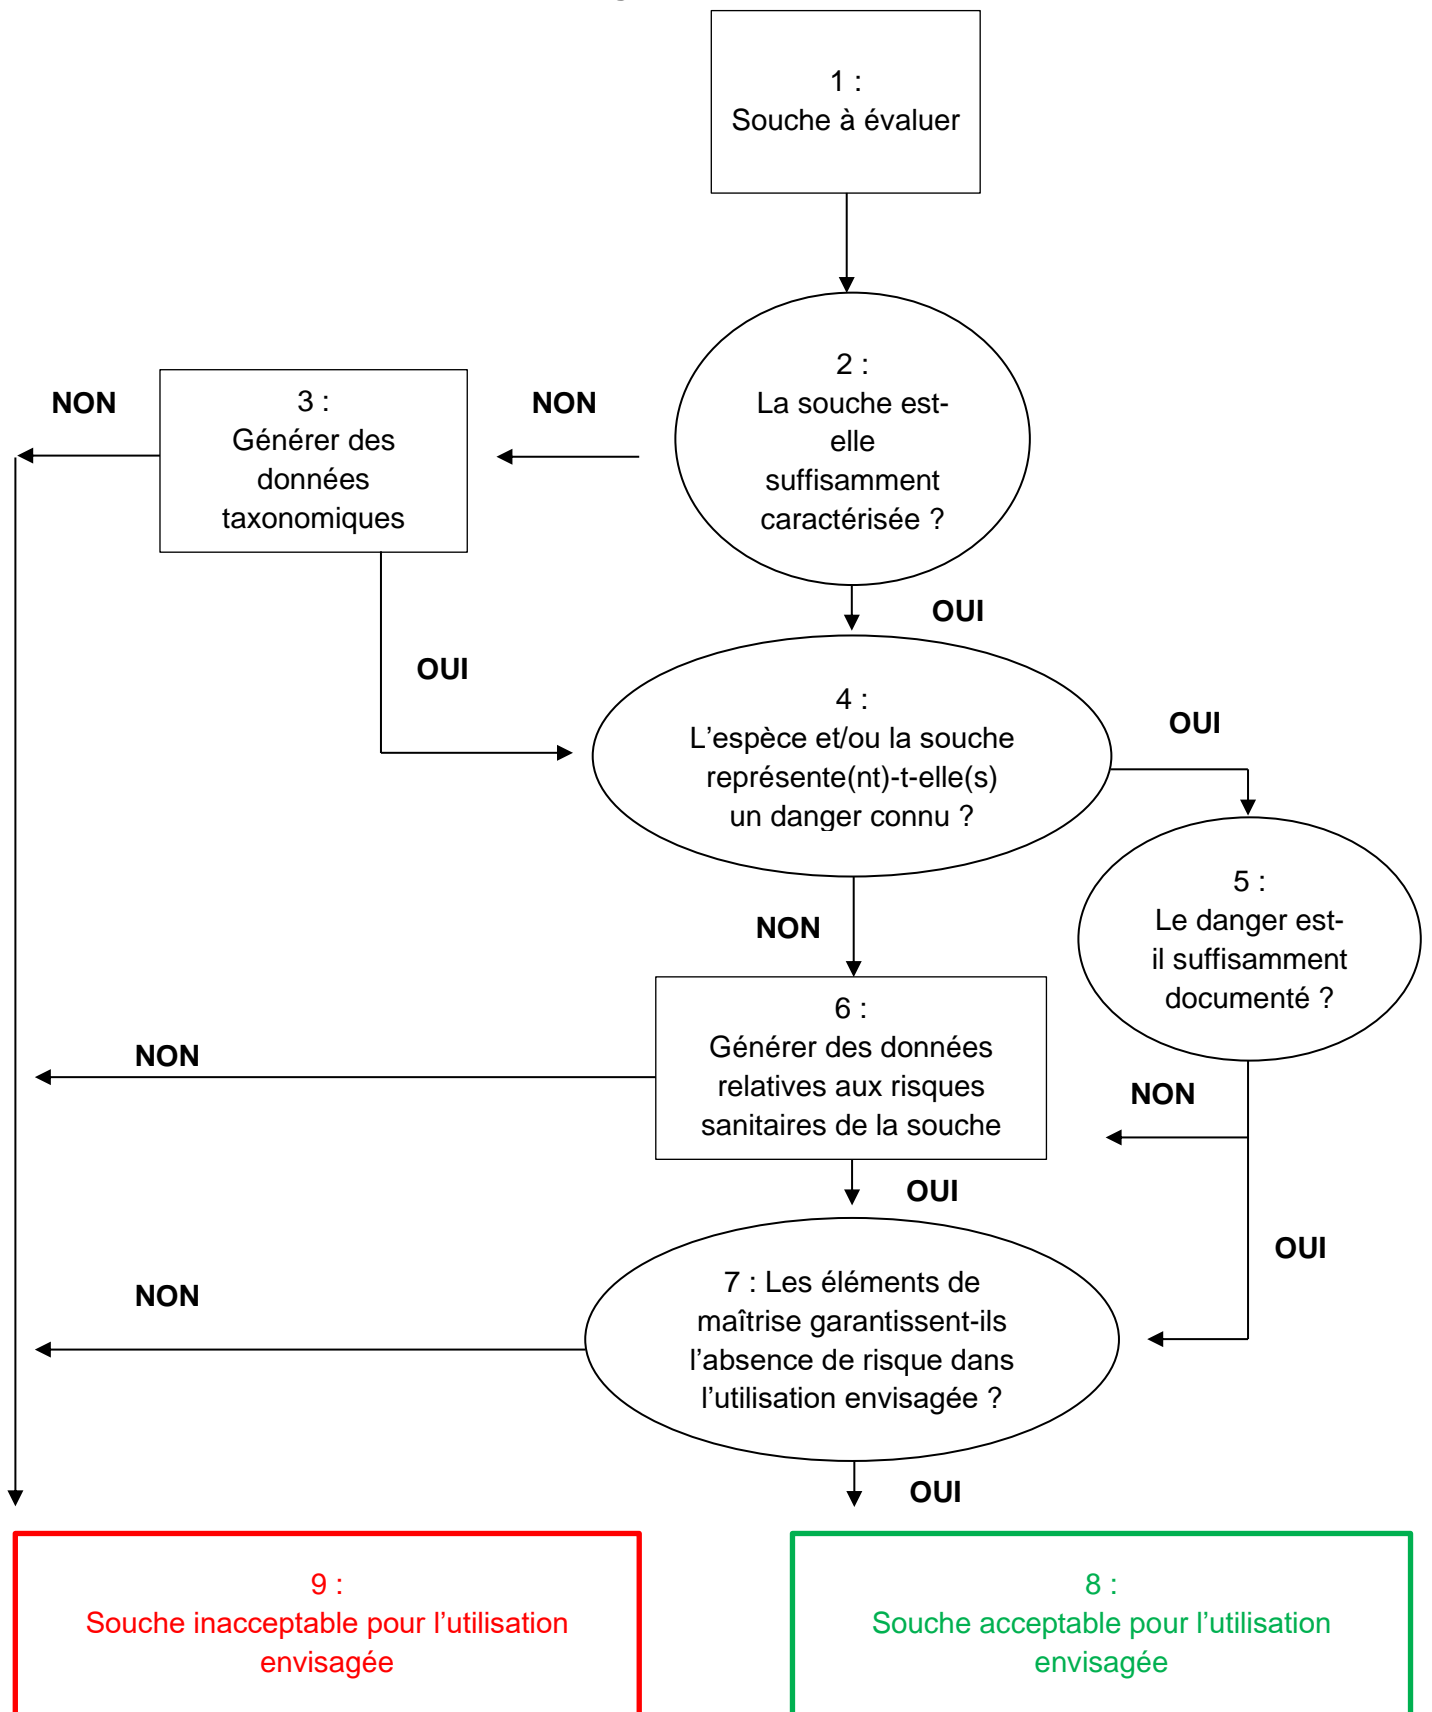 1 :
Souche à évaluer
2 :
La souche est-
elle
suffisamment
caractérisée ?
NON
3 :
Générer des
données
taxonomiques
NON
OUI
OUI
4 :
L'espèce et/ou la souche
représente(nt)-t-elle(s)
un danger connu ?
OUI
5 :
Le danger est-
il suffisamment
documenté ?
NON
6 :
Générer des données
relatives aux risques
sanitaires de la souche
NON
NON
OUI
OUI
7 : Les éléments de
maîtrise garantissent-ils
l'absence de risque dans
l'utilisation envisagée ?
NON
OUI
9 :
Souche inacceptable pour l'utilisation
envisagée
8 :
Souche acceptable pour l'utilisation
envisagée